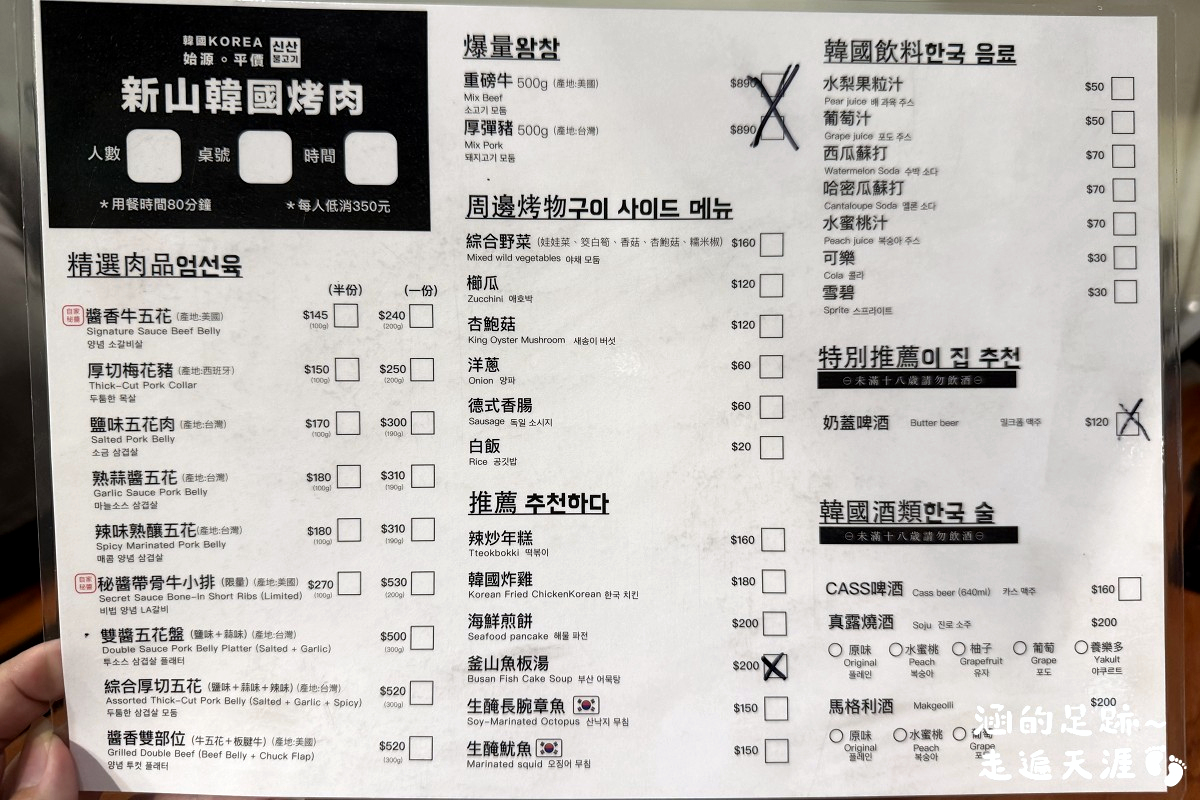 韓國KOREA
始源。平價
신산
불고기
新山韓國烤肉
人數 桌號 時間
*用餐時間80分鐘 *每人低消350元
精選肉品엄선육
(半份) (一份)
自家秘醬
醬香牛五花 (產地:美國) $145 $240
Signature Sauce Beef Belly (100g) (200g)
양념 소갈비살
厚切梅花豬 (產地:西班牙) $150 $250
Thick-Cut Pork Collar (100g) (200g)
두툼한 목살
鹽味五花肉 (產地:台灣) $170 $300
Salted Pork Belly (100g) (190g)
소금 삼겹살
熟蒜醬五花 (產地:台灣) $180 $310
Garlic Sauce Pork Belly (100g) (190g)
마늘소스 삼겹살
辣味熟釀五花(產地:台灣) $180 $310
Spicy Marinated Pork Belly (100g) (190g)
매콤 양념 삼겹살
自家秘醬
秘醬帶骨牛小排 (限量) (產地:美國) $270 $530
Secret Sauce Bone-In Short Ribs (Limited) (100g) (200g)
비법 양념 LA갈비
雙醬五花盤 (鹽味+蒜味) (產地:台灣) $500
Double Sauce Pork Belly Platter (Salted + Garlic) (300g)
투소스 삼겹살 플래터
綜合厚切五花 (鹽味+蒜味+辣味) (產地:台灣) $520
Assorted Thick-Cut Pork Belly (Salted + Garlic + Spicy) (300g)
두툼한 삼겹살 모둠
醬香雙部位 (牛五花+板腱牛) (產地:美國) $520
Grilled Double Beef (Beef Belly + Chuck Flap) (300g)
양념 투컷 플래터
爆量왕창
重磅牛 500g (產地:美國) $890
Mix Beef
소고기 모둠
厚彈豬 500g (產地:台灣) $890
Mix Pork
돼지고기 모둠
周邊烤物구이 사이드 메뉴
綜合野菜 (娃娃菜、筊白筍、香菇、杏鮑菇、糯米椒) $160
Mixed wild vegetables 야채 모둠
櫛瓜 $120
Zucchini 애호박
杏鮑菇 $120
King Oyster Mushroom 새송이 버섯
洋蔥 $60
Onion 양파
德式香腸 $60
Sausage 독일 소시지
白飯 $20
Rice 공깃밥
推薦 추천하다
辣炒年糕 $160
Tteokbokki 떡볶이
韓國炸雞 $180
Korean Fried ChickenKorean 한국 치킨
海鮮煎餅 $200
Seafood pancake 해물 파전
釜山魚板湯 $200
Busan Fish Cake Soup 부산 어묵탕
生醃長腕章魚 $150
Soy-Marinated Octopus 산낙지 무침
生醃魷魚 $150
Marinated squid 오징어 무침
韓國飲料한국 음료
水梨果粒汁 $50
Pear juice 배 과육 주스
葡萄汁 $50
Grape juice 포도 주스
西瓜蘇打 $70
Watermelon Soda 수박 소다
哈密瓜蘇打 $70
Cantaloupe Soda 멜론 소다
水蜜桃汁 $70
Peach juice 복숭아 주스
可樂 $30
Cola 콜라
雪碧 $30
Sprite 스프라이트
特別推薦이 집 추천
⊝未滿十八歲請勿飲酒⊝
奶蓋啤酒 Butter beer 밀크폼 맥주 $120
韓國酒類한국 술
⊝未滿十八歲請勿飲酒⊝
CASS啤酒 Cass beer (640ml) 카스 맥주 $160
真露燒酒 Soju 진로 소주 $200
原味 水蜜桃 柚子 葡萄 養樂多
Original Peach Grapefruit Grape Yakult
플레인 복숭아 유자 포도 야쿠르트
馬格利酒 Makgeolli $200
原味 水蜜桃 葡萄
Original Peach Grape
플레인 복숭아
涵的足跡~
走遍天涯